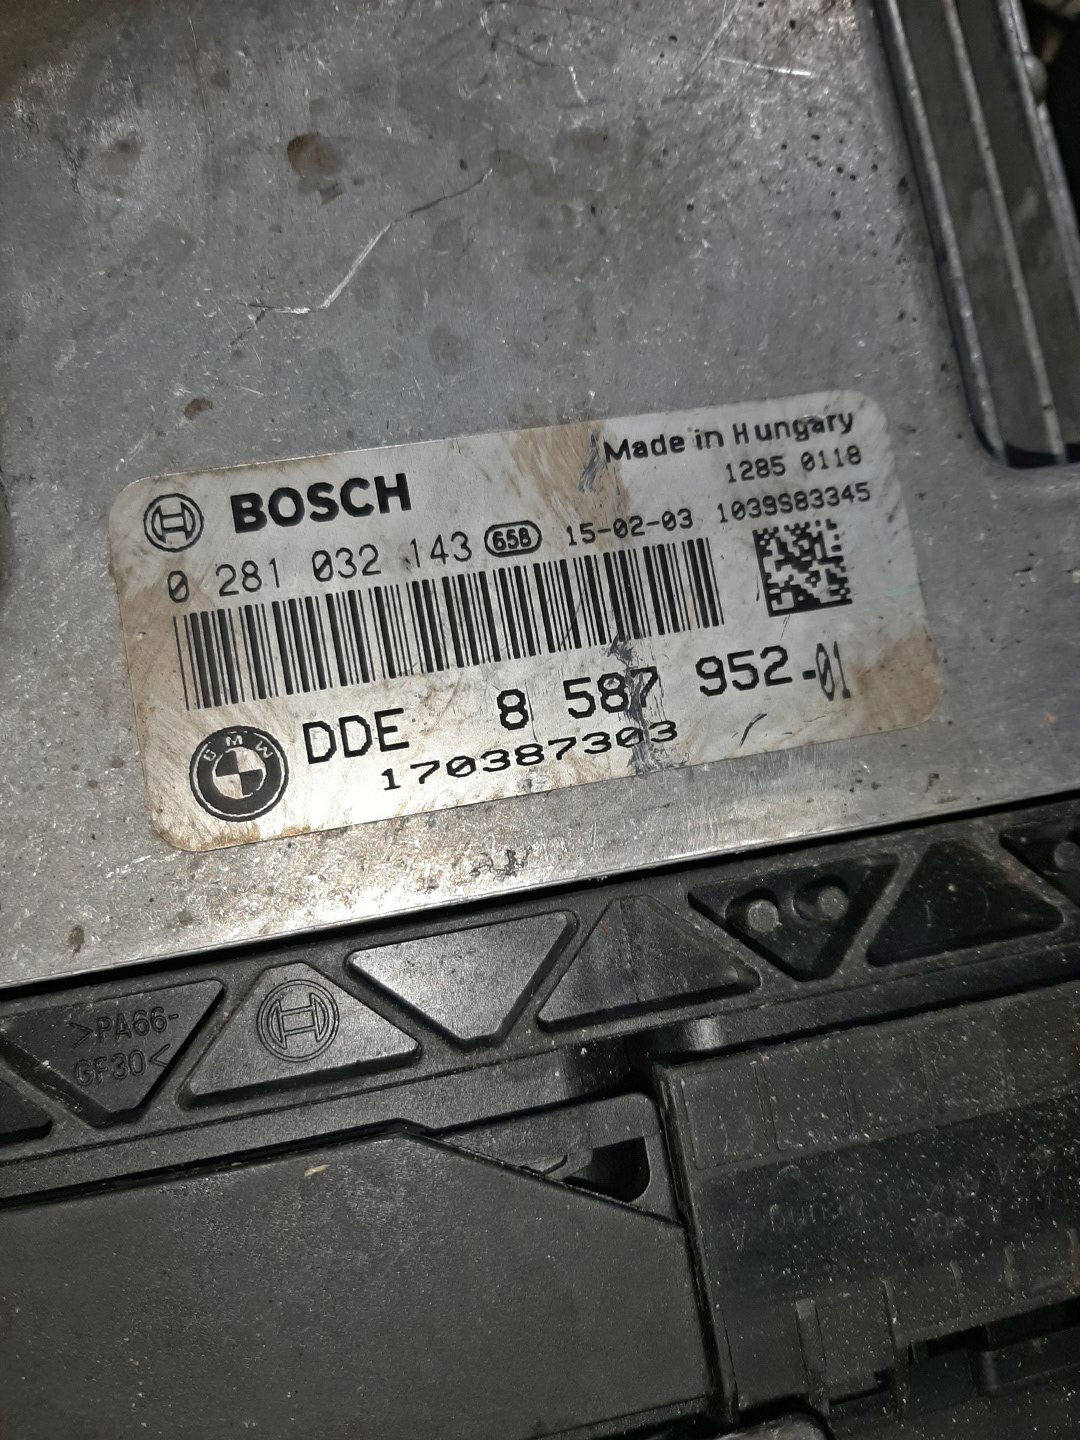 Made in Hungary
BOSCH
1285 0118
0 281 032 143 658 15-02-03 1039S83345
DDE 8 587 952-01
BMW
170387303
>PA66-
GF30<